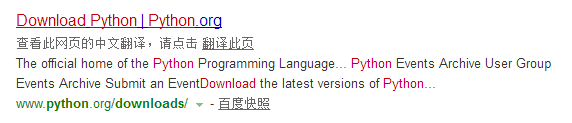 Download Python | Python.org
查看此网页的中文翻译，请点击 翻译此页
The official home of the Python Programming Language... Python Events Archive User Group
Events Archive Submit an EventDownload the latest versions of Python...
www.python.org/downloads/ - 百度快照